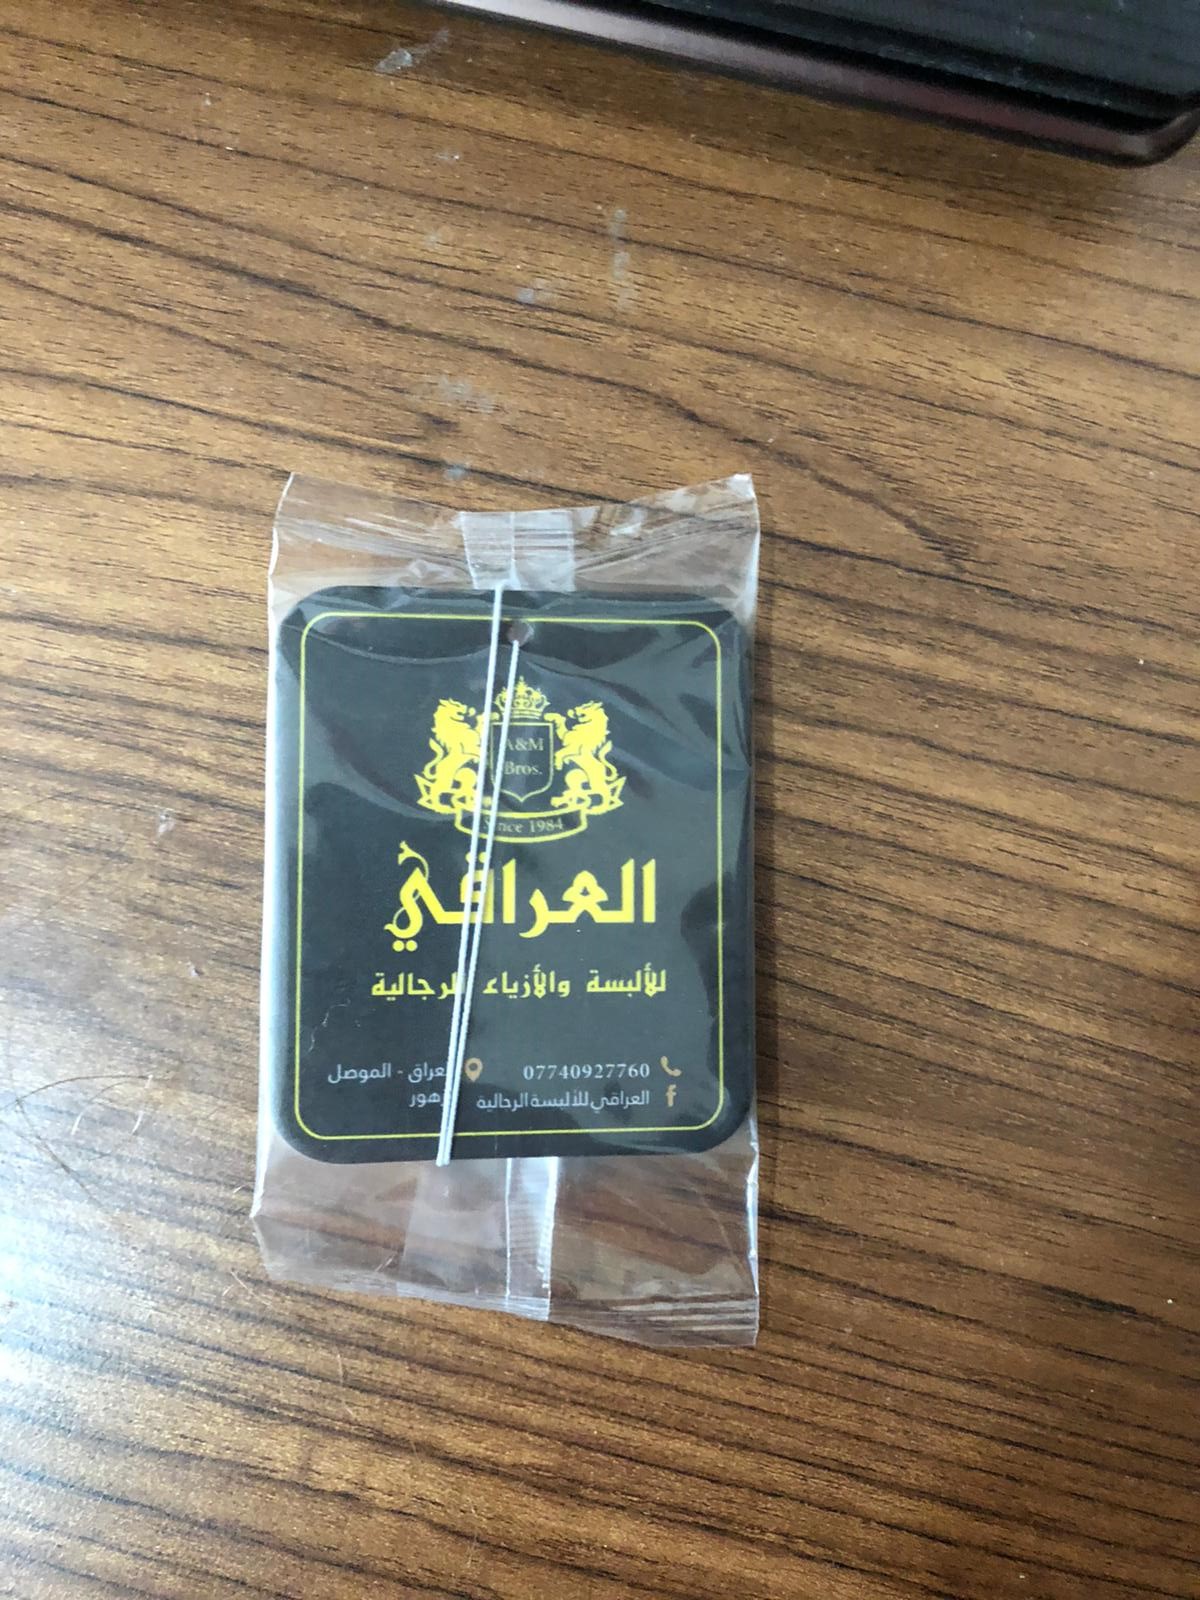 A&M
Bros.
Since 1984
العراقي
للألبسة والأزياء الرجالية
07740927760
العراقي للألبسة الرجالية
العراق - الموصل